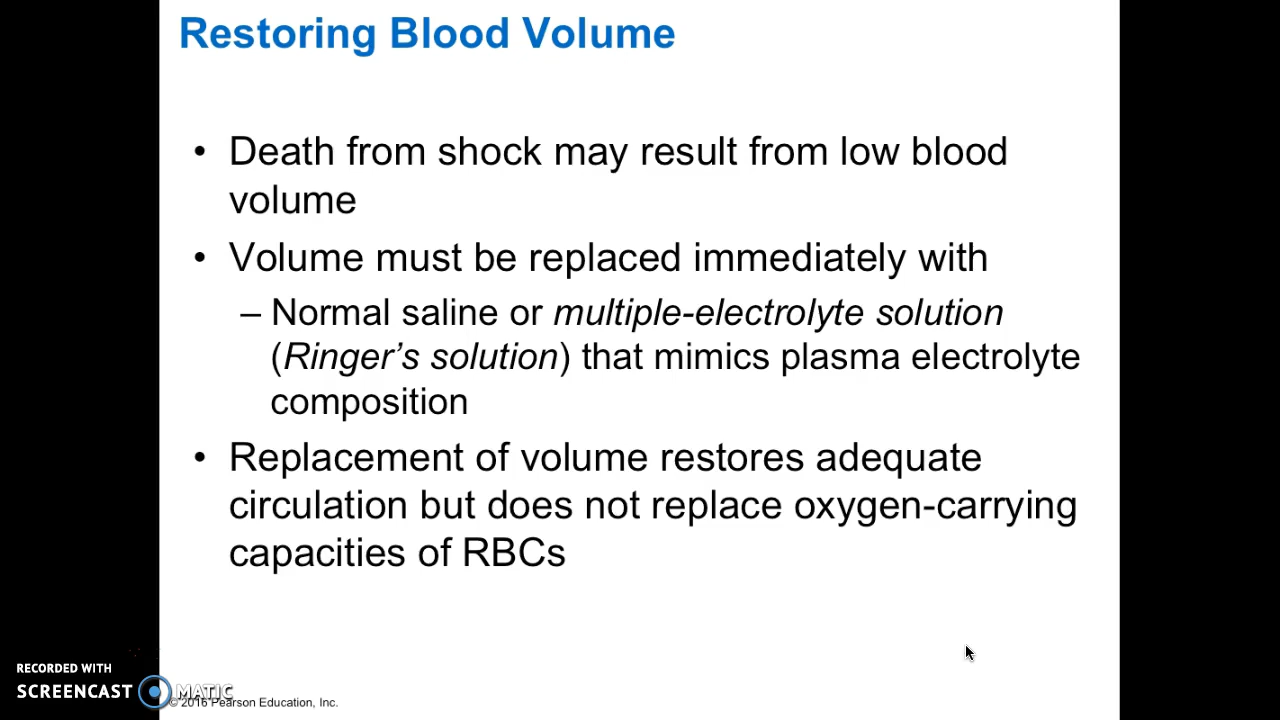 Restoring Blood Volume
• Death from shock may result from low blood
volume
• Volume must be replaced immediately with
– Normal saline or multiple-electrolyte solution
(Ringer’s solution) that mimics plasma electrolyte
composition
• Replacement of volume restores adequate
circulation but does not replace oxygen-carrying
capacities of RBCs
RECORDED WITH
SCREENCAST MATIC
© 2016 Pearson Education, Inc.